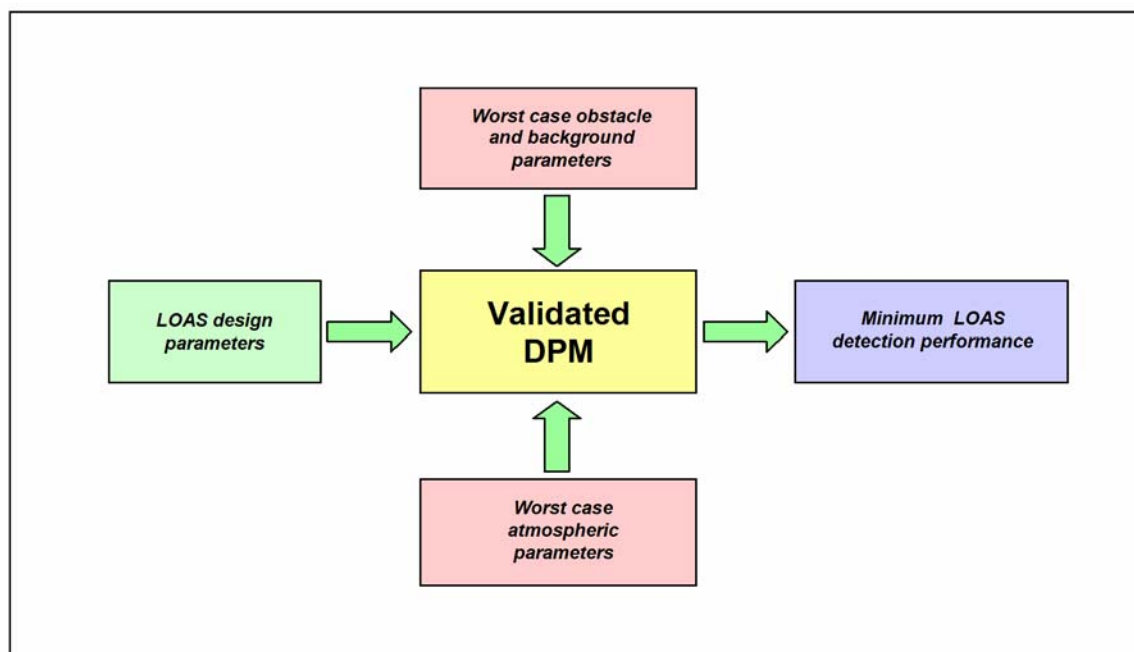 Worst case obstacle
and background
parameters
LOAS design
parameters
Validated
DPM
Minimum LOAS
detection performance
Worst case
atmospheric
parameters